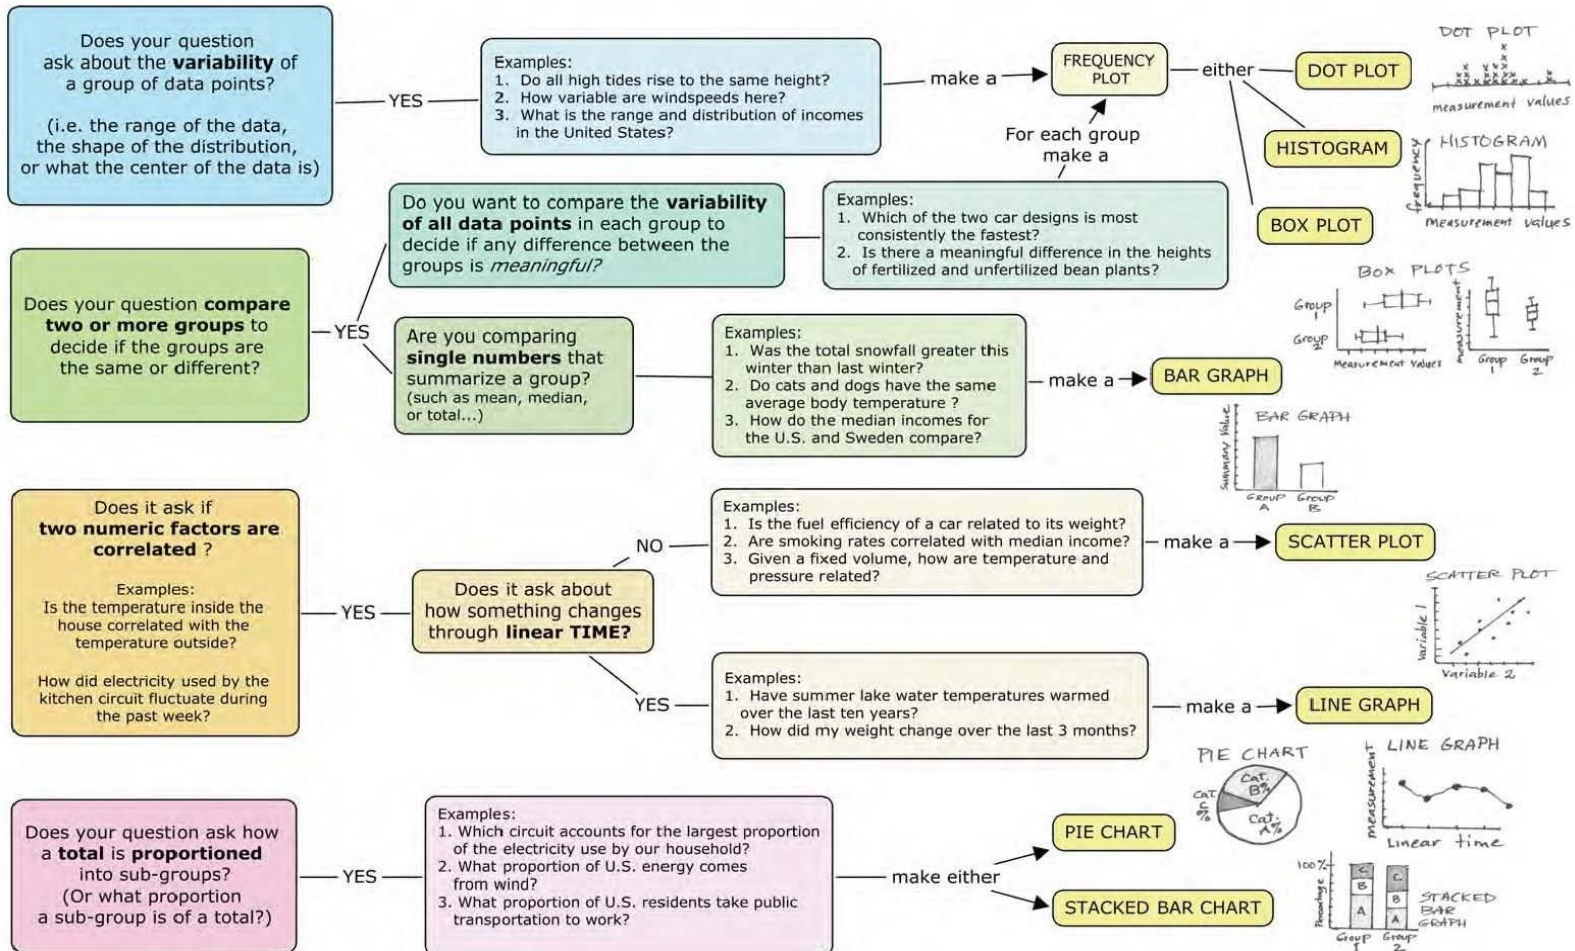 Does your question
ask about the variability of
a group of data points?
(i.e. the range of the data,
the shape of the distribution,
or what the center of the data is)
YES
Examples:
1. Do all high tides rise to the same height?
2. How variable are windspeeds here?
3. What is the range and distribution of incomes
in the United States?
make a
FREQUENCY
PLOT
either
DOT PLOT
HISTOGRAM
BOX PLOT
DOT PLOT
measurement values
HISTOGRAM
frequency
measurement values
Does your question compare
two or more groups to
decide if the groups are
the same or different?
YES
Do you want to compare the variability
of all data points in each group to
decide if any difference between the
groups is meaningful?
Examples:
1. Which of the two car designs is most
consistently the fastest?
2. Is there a meaningful difference in the heights
of fertilized and unfertilized bean plants?
For each group
make a
BOX PLOTS
Group
1
Group
2
Measurement Values
measurement
Group
1
Group
2
Are you comparing
single numbers that
summarize a group?
(such as mean, median,
or total...)
Examples:
1. Was the total snowfall greater this
winter than last winter?
2. Do cats and dogs have the same
average body temperature ?
3. How do the median incomes for
the U.S. and Sweden compare?
make a
BAR GRAPH
BAR GRAPH
Summary Value
Group
A
Group
B
Does it ask if
two numeric factors are
correlated ?
Examples:
Is the temperature inside the
house correlated with the
temperature outside?
How did electricity used by the
kitchen circuit fluctuate during
the past week?
YES
Does it ask about
how something changes
through linear TIME?
NO
Examples:
1. Is the fuel efficiency of a car related to its weight?
2. Are smoking rates correlated with median income?
3. Given a fixed volume, how are temperature and
pressure related?
make a
SCATTER PLOT
SCATTER PLOT
Variable 1
Variable 2
YES
Examples:
1. Have summer lake water temperatures warmed
over the last ten years?
2. How did my weight change over the last 3 months?
make a
LINE GRAPH
LINE GRAPH
measurement
Linear time
Does your question ask how
a total is proportioned
into sub-groups?
(Or what proportion
a sub-group is of a total?)
YES
Examples:
1. Which circuit accounts for the largest proportion
of the electricity use by our household?
2. What proportion of U.S. energy comes
from wind?
3. What proportion of U.S. residents take public
transportation to work?
make either
PIE CHART
STACKED BAR CHART
PIE CHART
Cat.
B%
Cat
C
%
Cat.
A%
100%
Percentage
C
B
A
C
B
A
Group
1
Group
2
STACKED
BAR
GRAPH